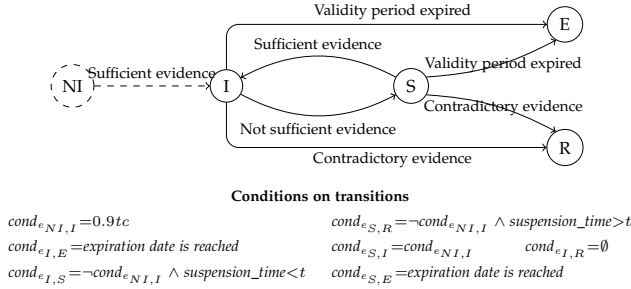 Validity period expired
E
Sufficient evidence
Sufficient evidence
Validity period expired
NI
I
S
Contradictory evidence
Not sufficient evidence
R
Contradictory evidence
Conditions on transitions
cond_{e_{NI,I}}=0.9tc
cond_{e_{S,R}}=¬cond_{e_{NI,I}} ∧ suspension_time>t
cond_{e_{I,E}}=expiration date is reached
cond_{e_{S,I}}=cond_{e_{NI,I}} cond_{e_{I,R}}=∅
cond_{e_{I,S}}=¬cond_{e_{NI,I}} ∧ suspension_time<t
cond_{e_{S,E}}=expiration date is reached